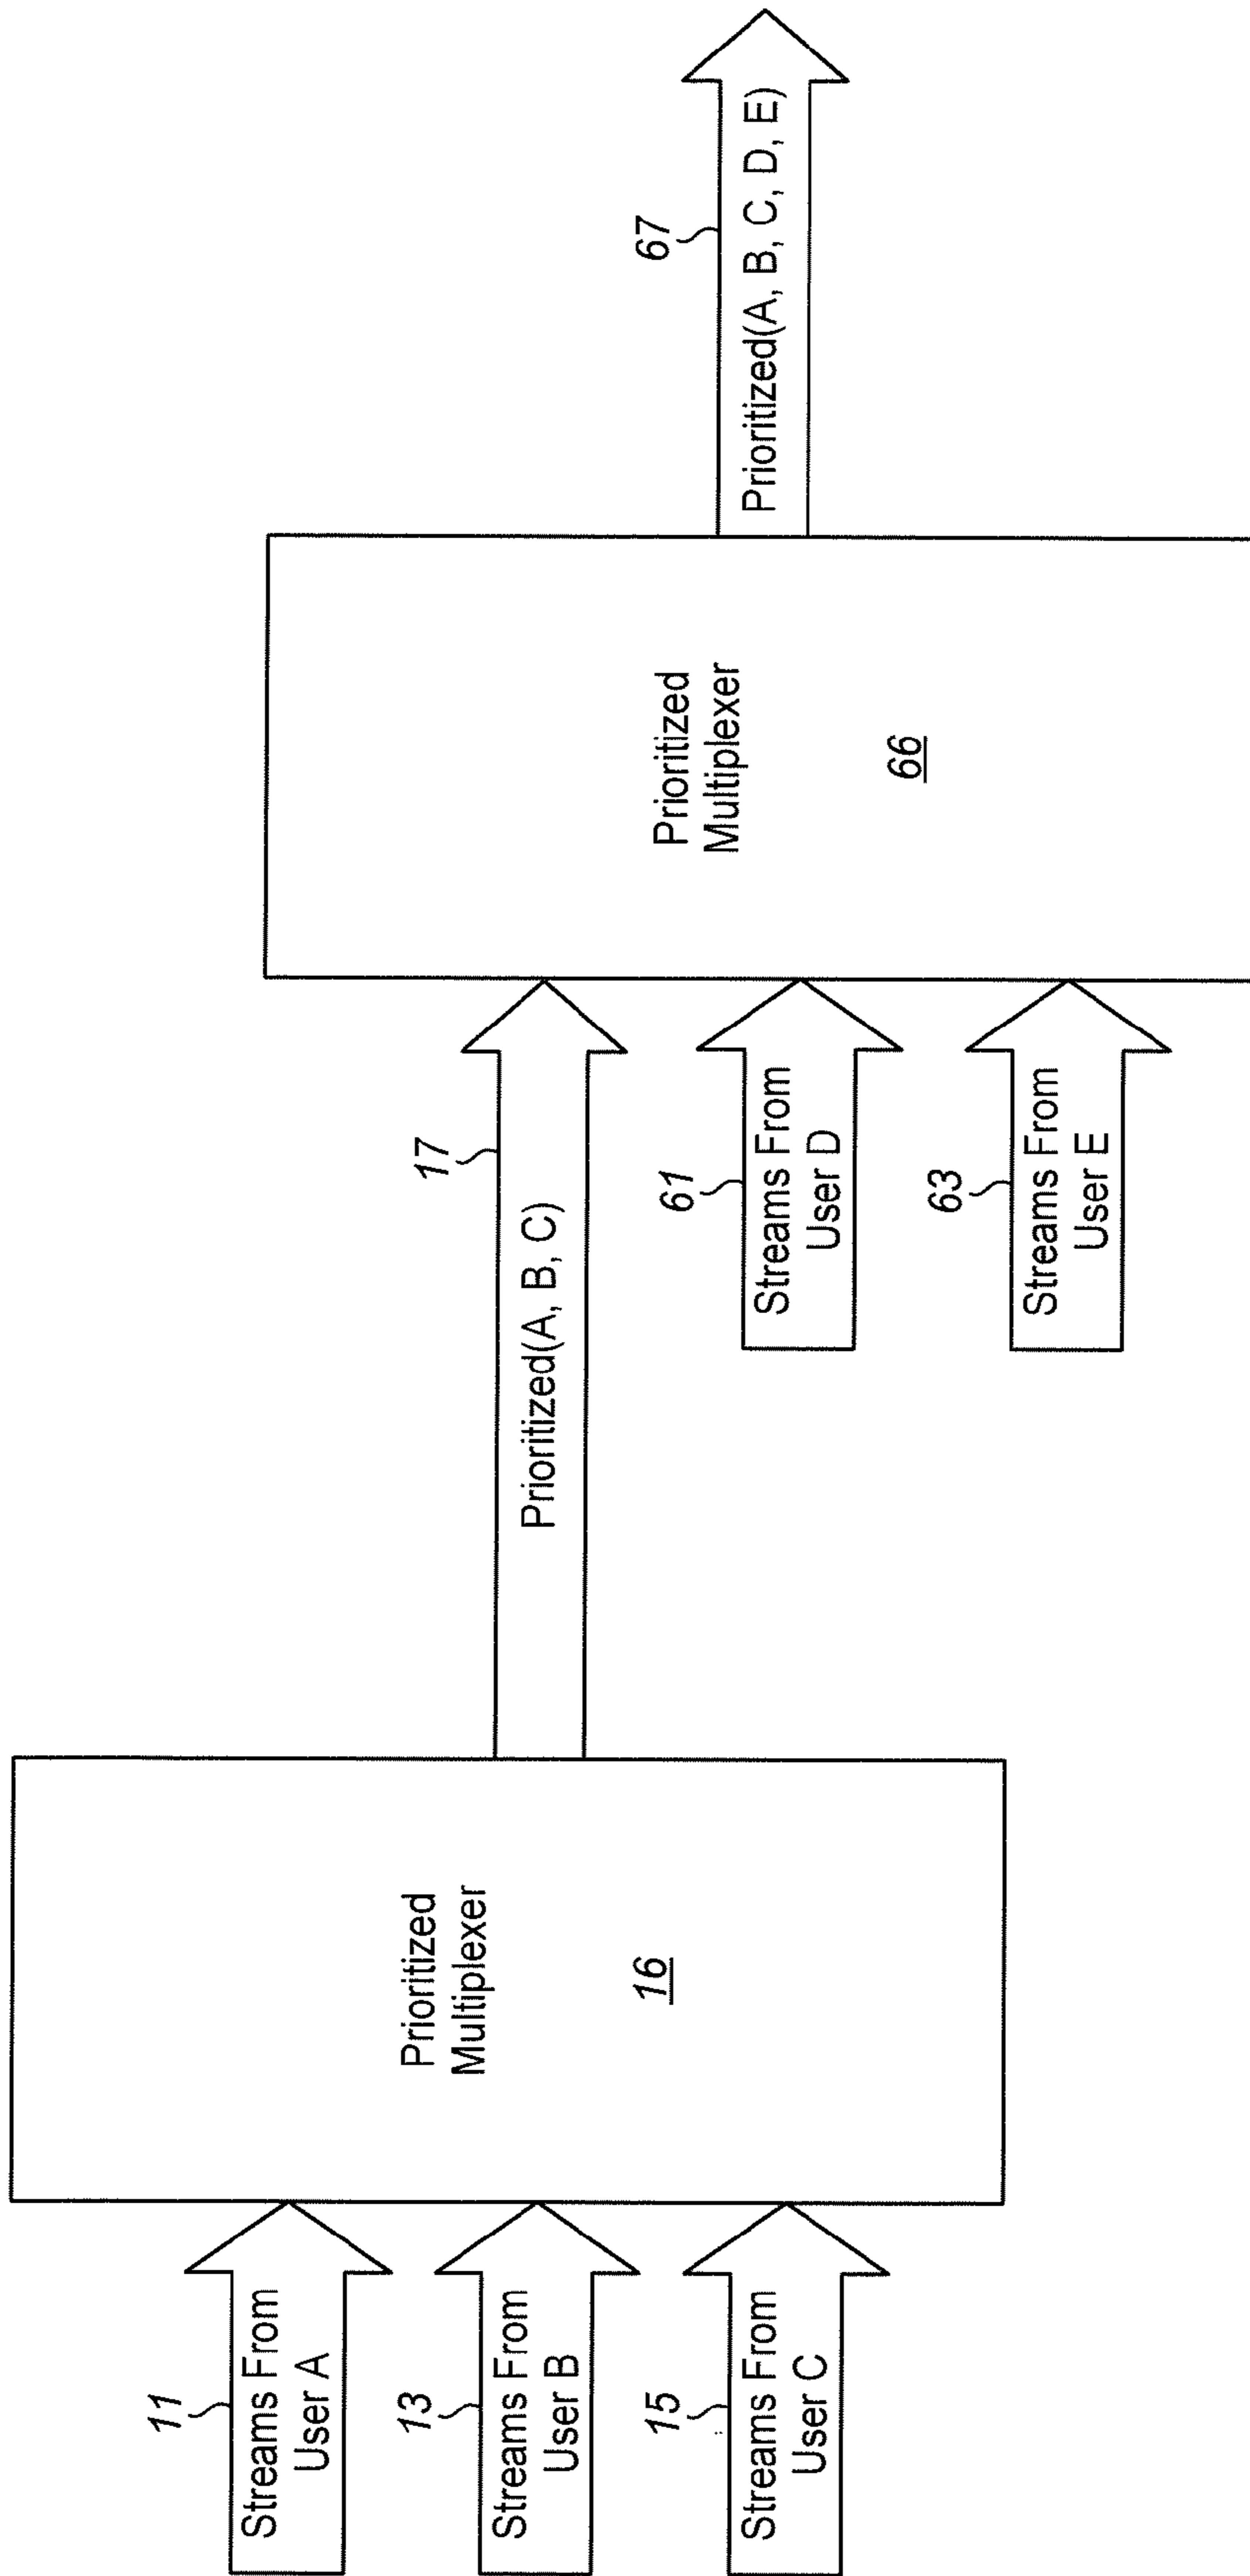 11
Streams From
User A
13
Streams From
User B
15
Streams From
User C
Prioritized
Multiplexer
16
17
Prioritized(A, B, C)
61
Streams From
User D
63
Streams From
User E
Prioritized
Multiplexer
66
67
Prioritized(A, B, C, D, E)